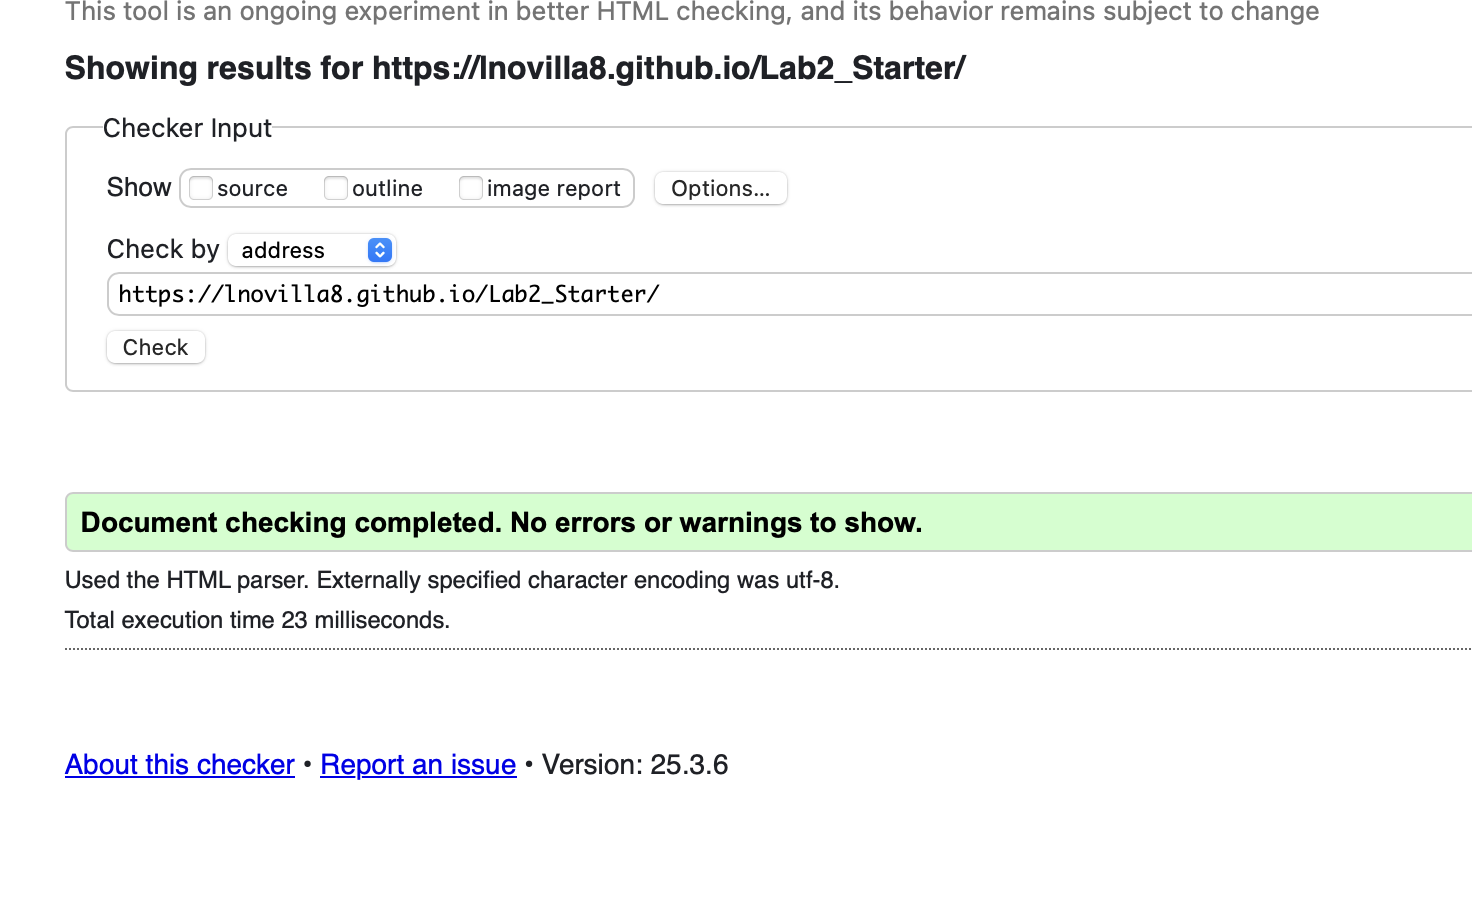 This tool is an ongoing experiment in better HTML checking, and its behavior remains subject to change
Showing results for https://lnovilla8.github.io/Lab2_Starter/
Checker Input
Show source outline image report Options...
Check by address
https://lnovilla8.github.io/Lab2_Starter/
Check
Document checking completed. No errors or warnings to show.
Used the HTML parser. Externally specified character encoding was utf-8.
Total execution time 23 milliseconds.
About this checker • Report an issue • Version: 25.3.6